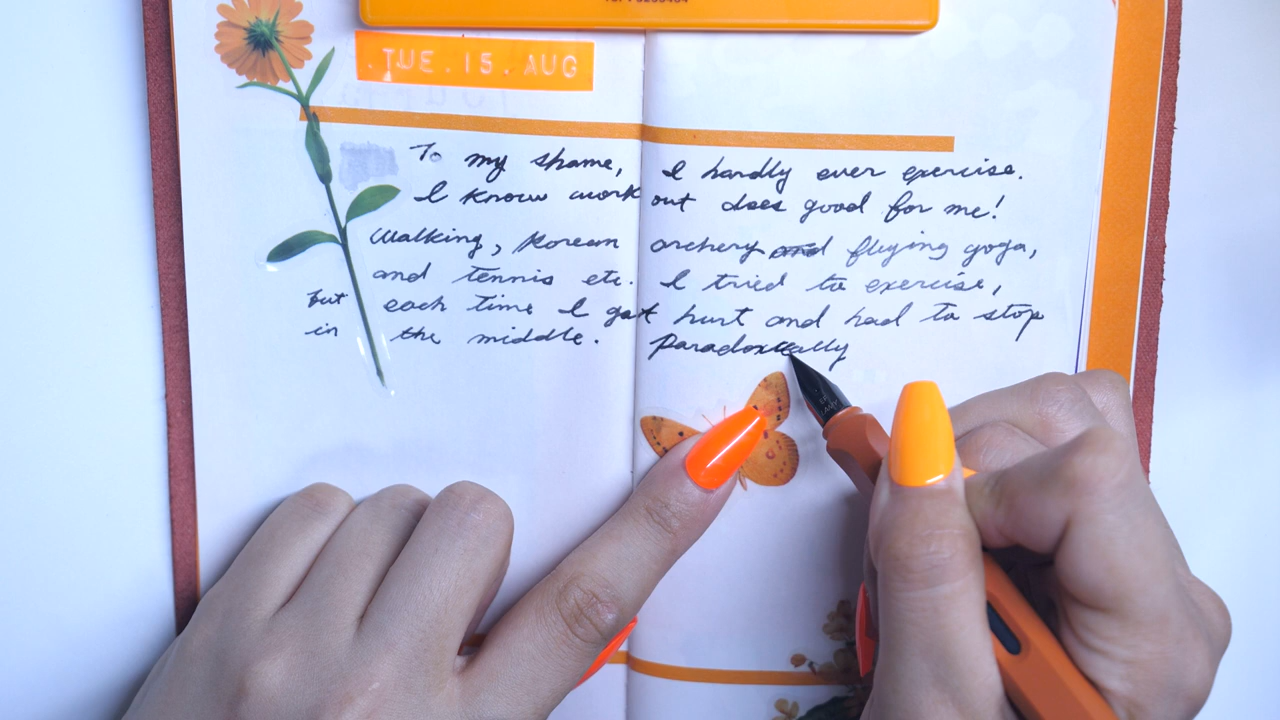 TUE.15.AUG
To my shame, I hardly ever exercise.
I know work out does good for me!
Walking, Korean archery and flying yoga,
and tennis etc. I tried to exercise,
but each time I got hurt and had to stop
in the middle. Paradoxically